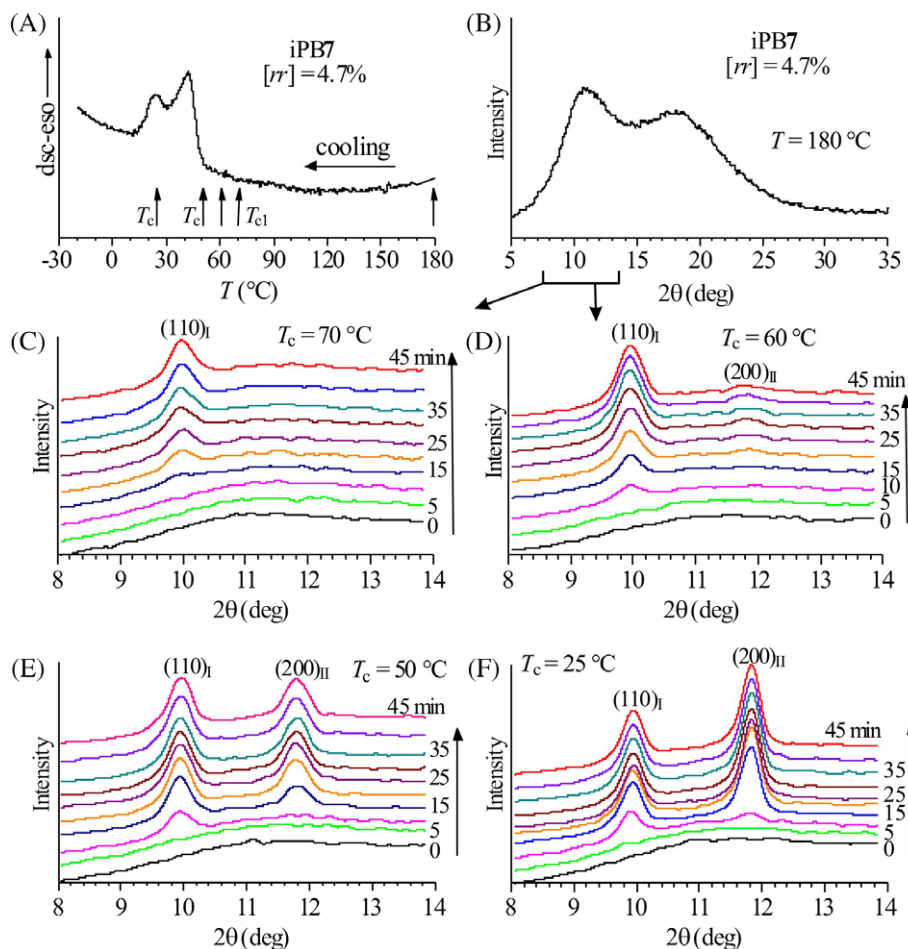 (A)
iPB7
[rr] = 4.7%
dsc-eso
cooling
Tc
Tc
Tc1
-30 0 30 60 90 120 150 180
T (°C)
(B)
iPB7
[rr] = 4.7%
Intensity
T = 180 °C
5 10 15 20 25 30 35
2θ (deg)
(C)
(110)I
Tc = 70 °C
45 min
35
25
15
5
0
Intensity
8 9 10 11 12 13 14
2θ (deg)
(D)
(110)I
Tc = 60 °C
(200)II
45 min
35
25
15
10
5
0
Intensity
8 9 10 11 12 13 14
2θ (deg)
(E)
(110)I
(200)II
Tc = 50 °C
45 min
35
25
15
5
0
Intensity
8 9 10 11 12 13 14
2θ (deg)
(F)
Tc = 25 °C
(110)I
(200)II
45 min
35
25
15
5
0
Intensity
8 9 10 11 12 13 14
2θ (deg)